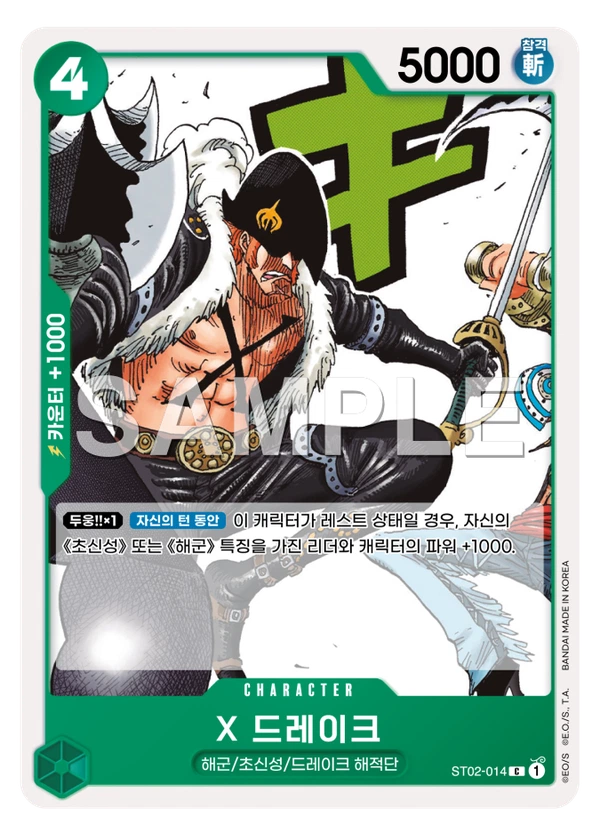 4
5000
참격
斬
キ
카운터 +1000
SAMPLE
두웅!!×1 자신의 턴 동안 이 캐릭터가 레스트 상태일 경우, 자신의
《초신성》 또는 《해군》 특징을 가진 리더와 캐릭터의 파워 +1000.
CHARACTER
X 드레이크
해군/초신성/드레이크 해적단
ST02-014 C 1
©EO/S ©E.O./S., T.A. BANDAI MADE IN KOREA